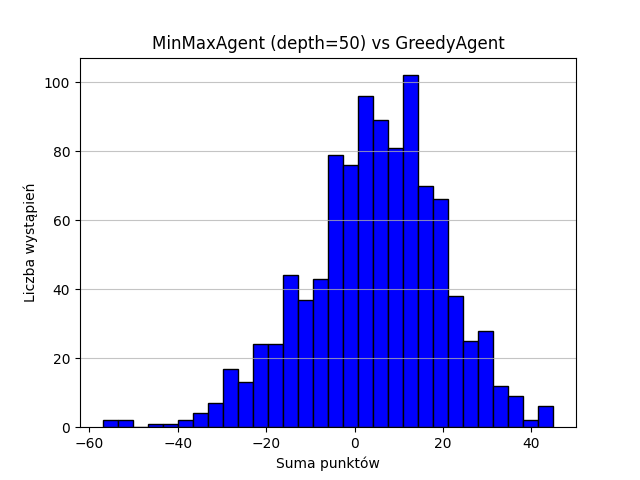 MinMaxAgent (depth=50) vs GreedyAgent
100
80
60
40
20
0
Liczba wystąpień
−60 −40 −20 0 20 40
Suma punktów